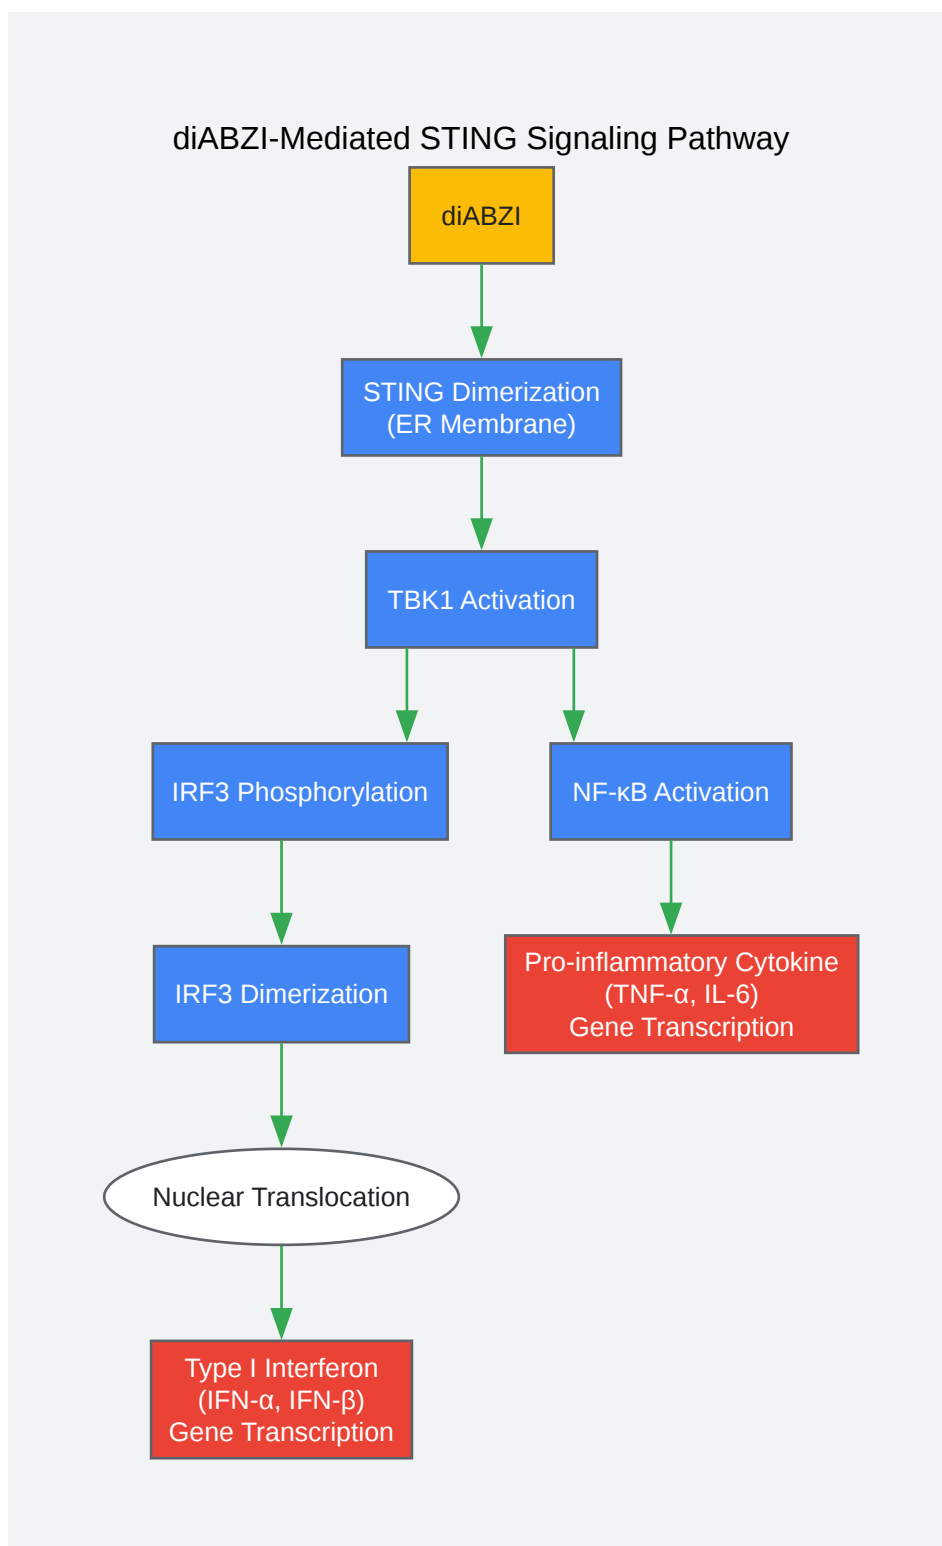 diABZI-Mediated STING Signaling Pathway
diABZI
STING Dimerization
(ER Membrane)
TBK1 Activation
IRF3 Phosphorylation
NF-κB Activation
IRF3 Dimerization
Pro-inflammatory Cytokine
(TNF-α, IL-6)
Gene Transcription
Nuclear Translocation
Type I Interferon
(IFN-α, IFN-β)
Gene Transcription